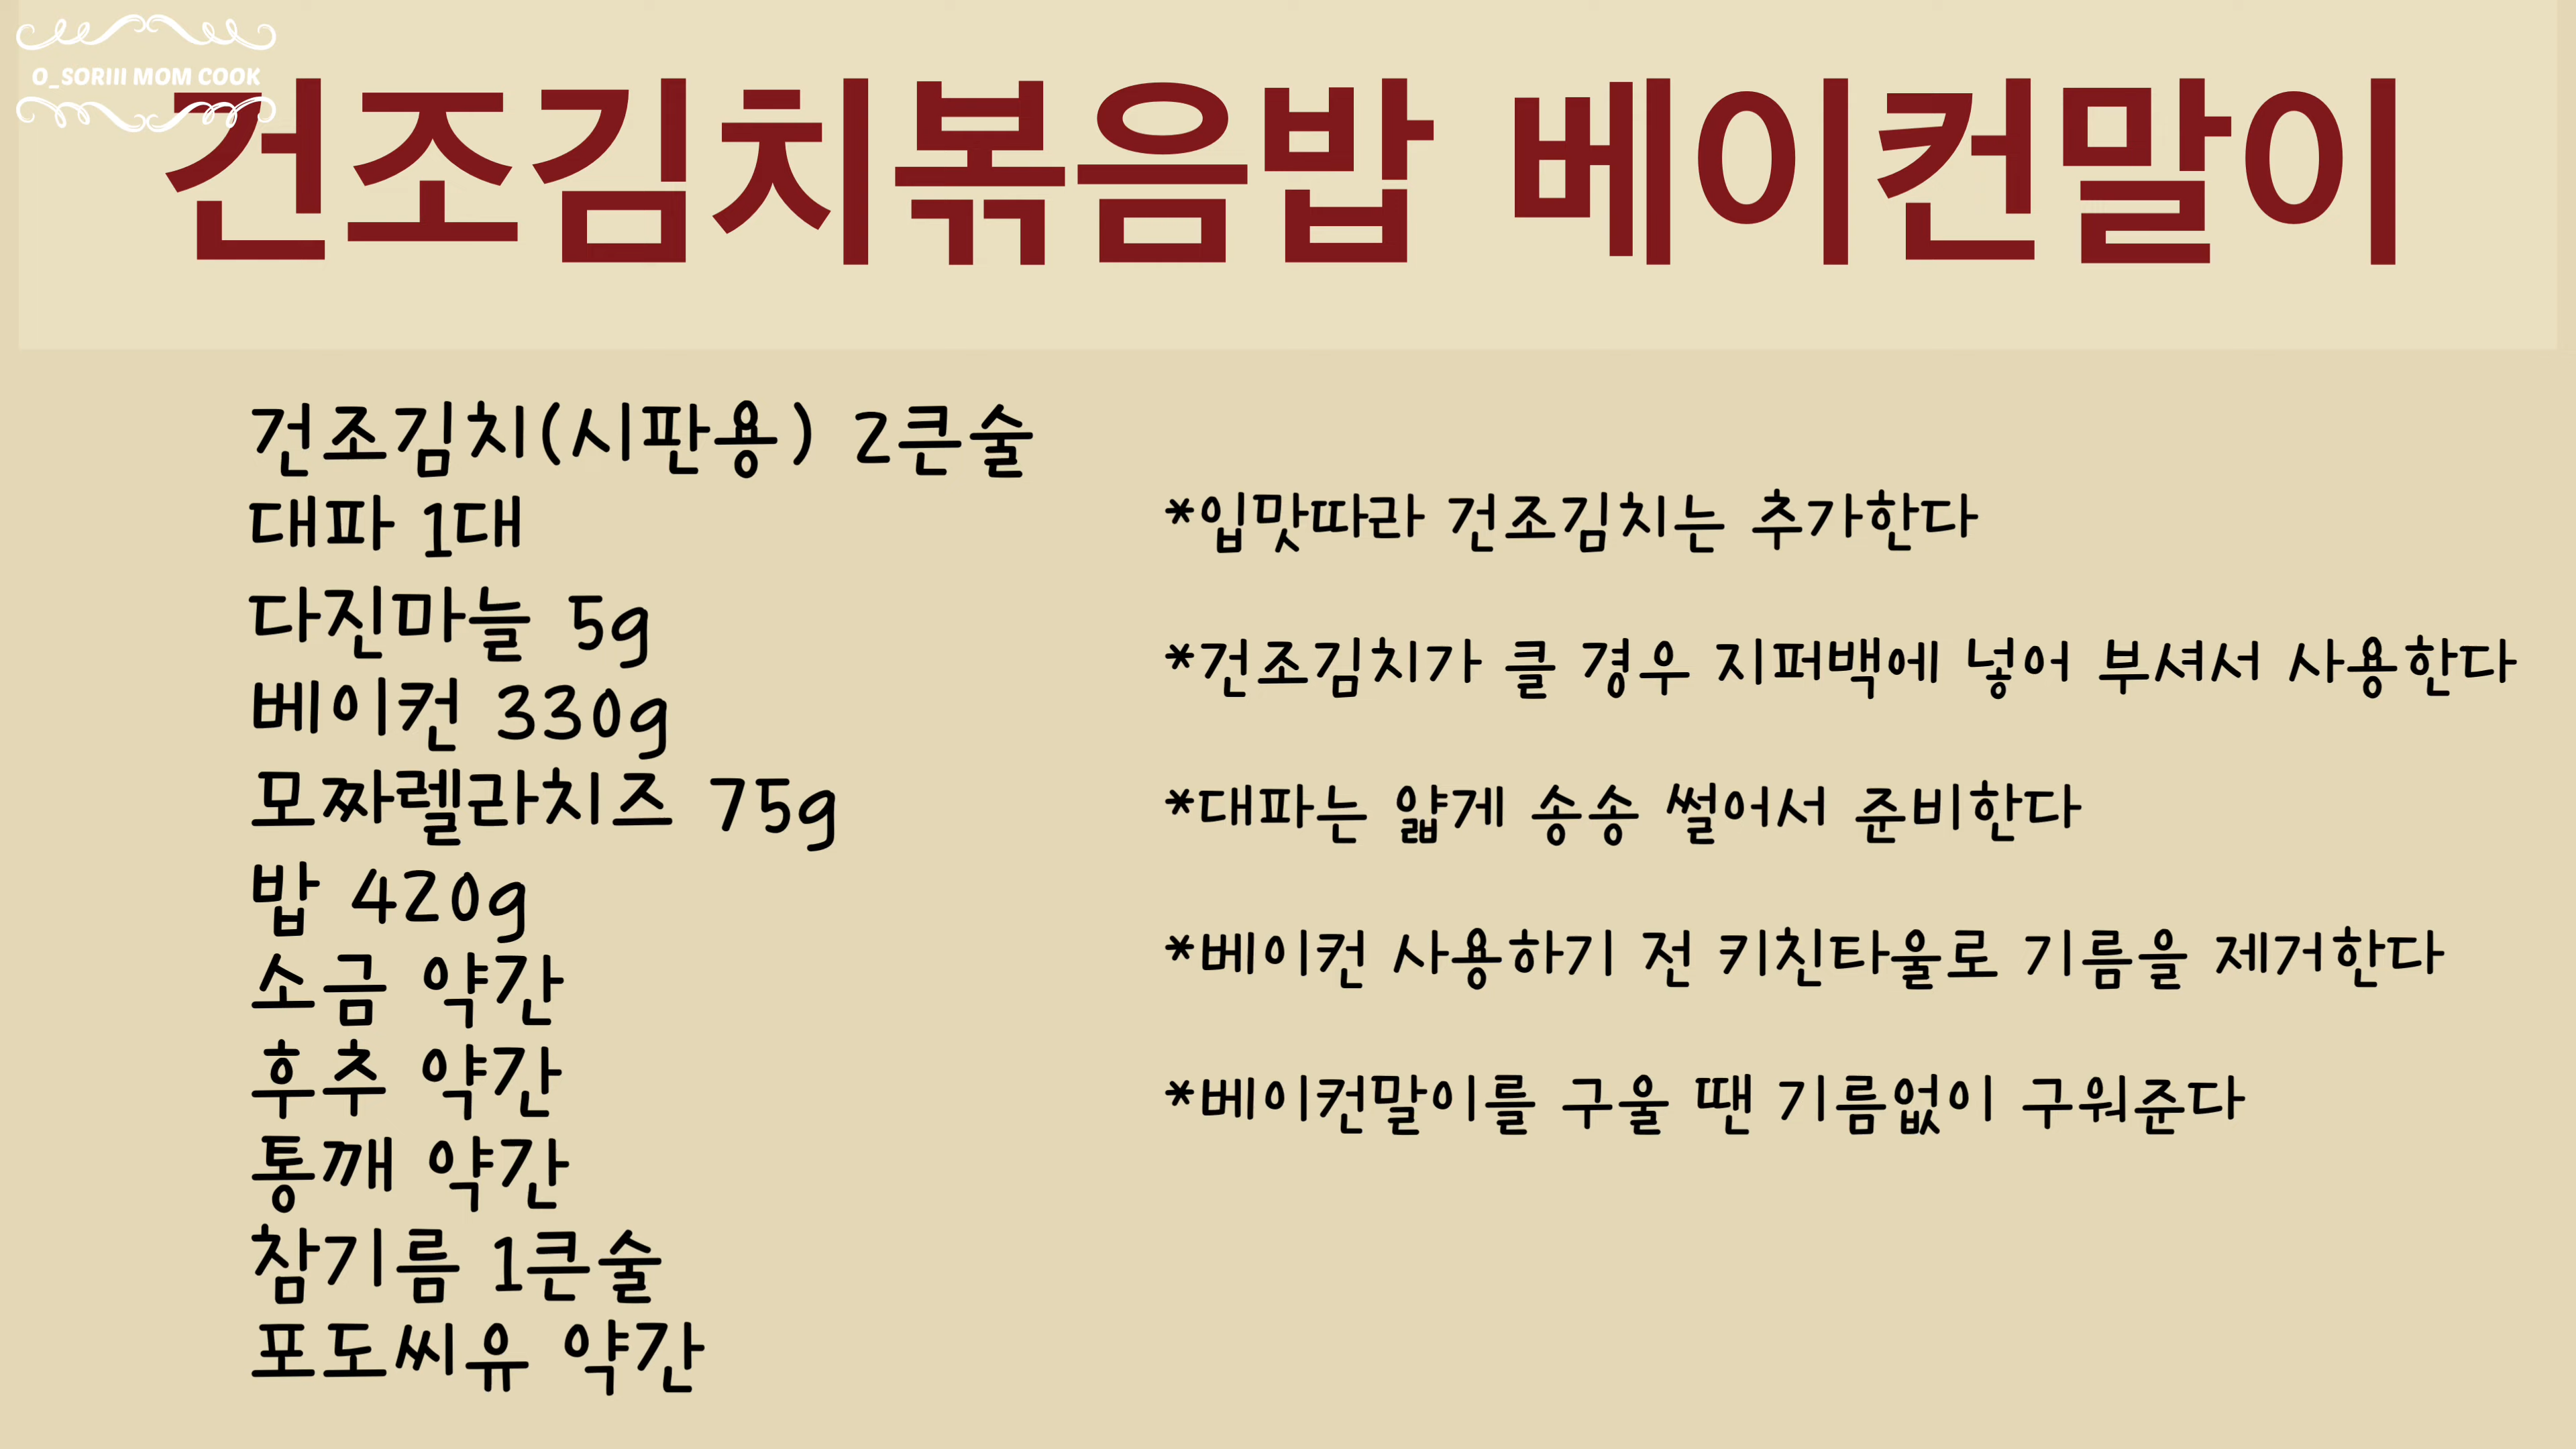 O_SORIII MOM COOK
건조김치볶음밥 베이컨말이
건조김치(시판용) 2큰술
대파 1대
다진마늘 5g
베이컨 330g
모짜렐라치즈 75g
밥 420g
소금 약간
후추 약간
통깨 약간
참기름 1큰술
포도씨유 약간
*입맛따라 건조김치는 추가한다
*건조김치가 클 경우 지퍼백에 넣어 부셔서 사용한다
*대파는 얇게 송송 썰어서 준비한다
*베이컨 사용하기 전 키친타울로 기름을 제거한다
*베이컨말이를 구울 땐 기름없이 구워준다